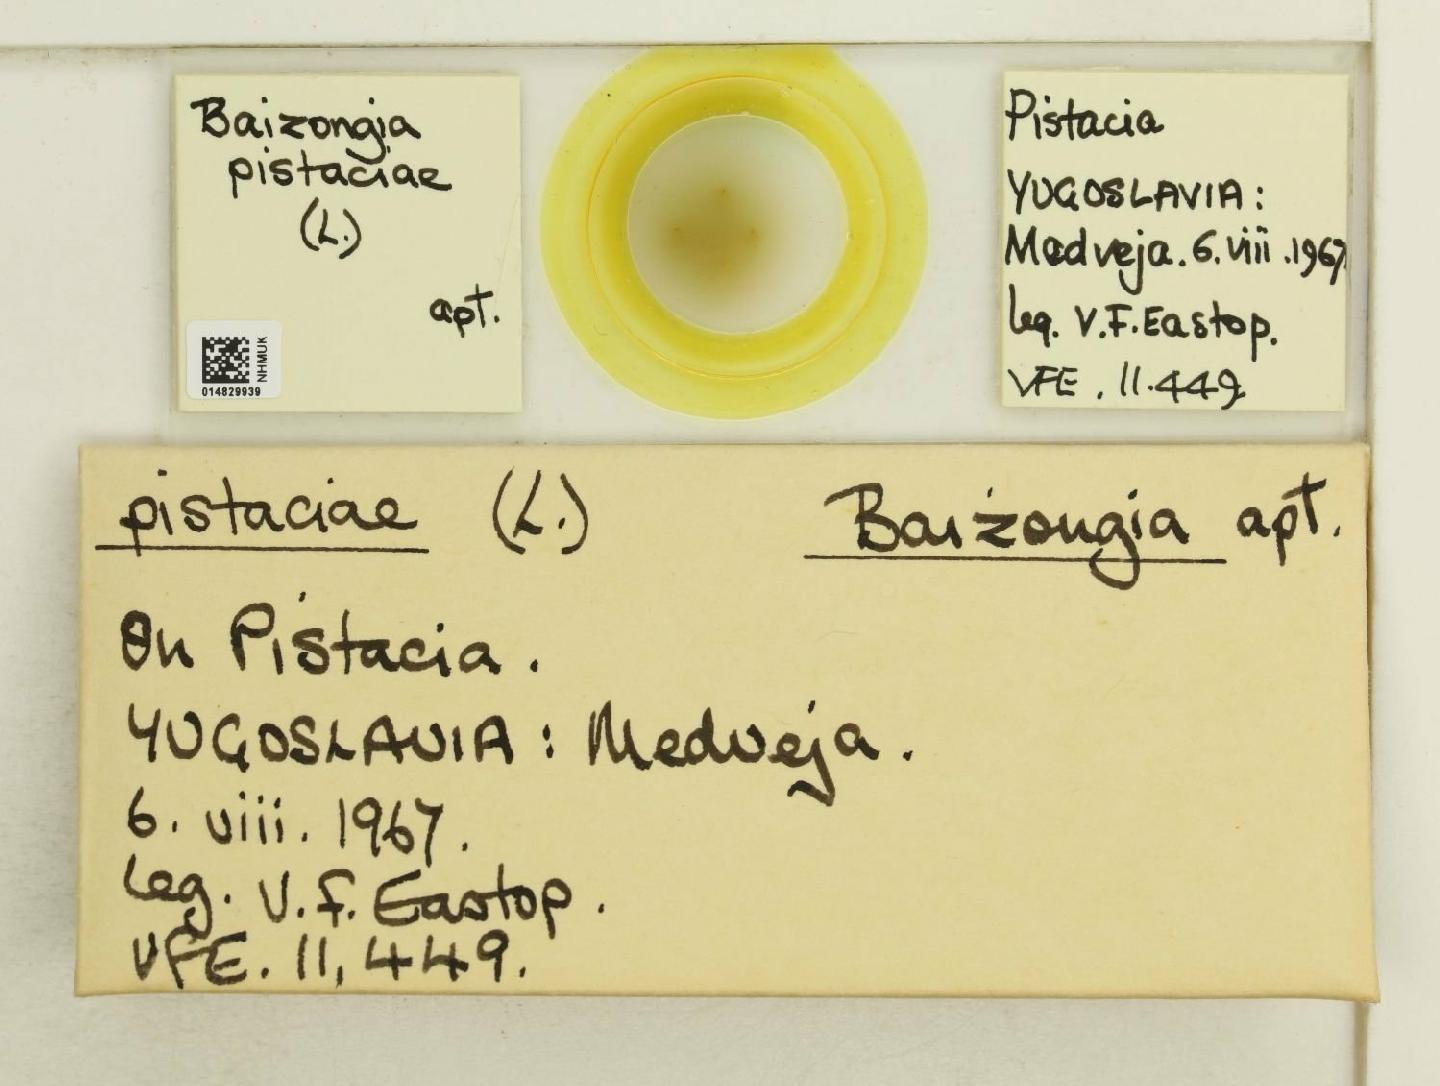 Baizongia
pistaciae
(L.)
apt.
NHMUK
014829939
Pistacia
YUGOSLAVIA:
Medveja. 6. viii. 1967
leg. V.F. Eastop.
VFE. 11.449
pistaciae (L.) Baizongia apt.
On Pistacia.
YUGOSLAVIA: Medveja.
6. viii. 1967.
leg. V.F. Eastop.
VFE. 11,449.